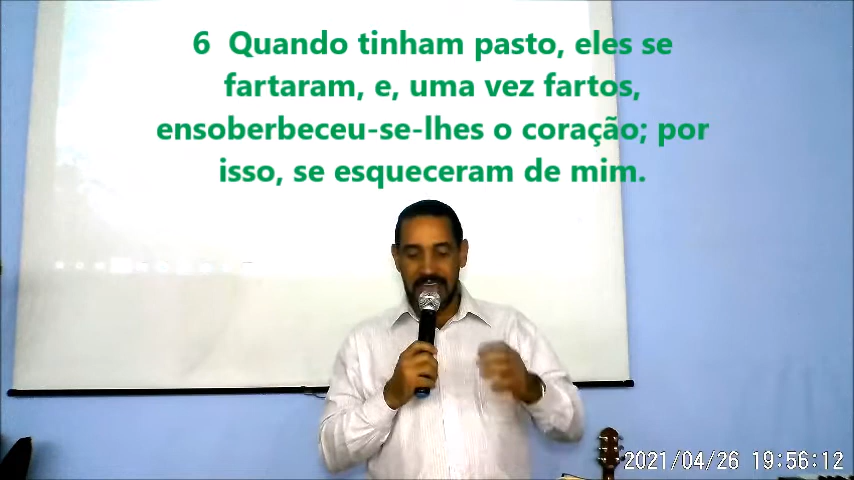 6 Quando tinham pasto, eles se
fartaram, e, uma vez fartos,
ensoberbeceu-se-lhes o coração; por
isso, se esqueceram de mim.
2021/04/26 19:56:12